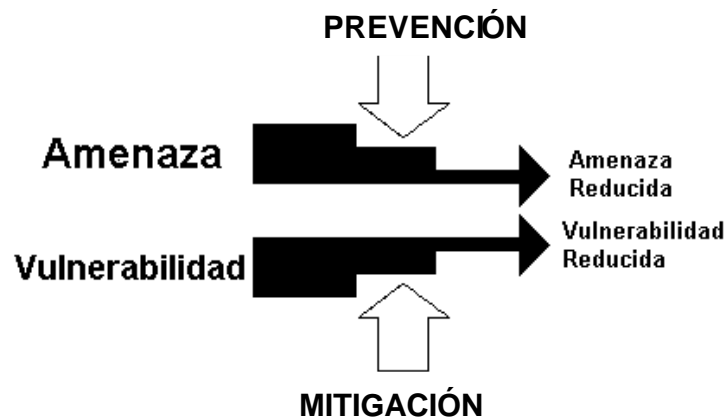 PREVENCIÓN
Amenaza
Amenaza
Reducida
Vulnerabilidad
Vulnerabilidad
Reducida
MITIGACIÓN